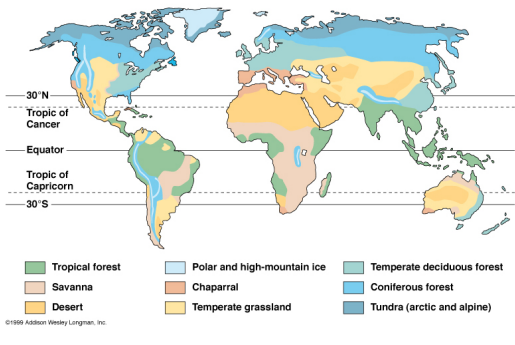 30°N
Tropic of
Cancer
Equator
Tropic of
Capricorn
30°S
Tropical forest
Polar and high-mountain ice
Temperate deciduous forest
Savanna
Chaparral
Coniferous forest
Desert
Temperate grassland
Tundra (arctic and alpine)
©1999 Addison Wesley Longman, Inc.